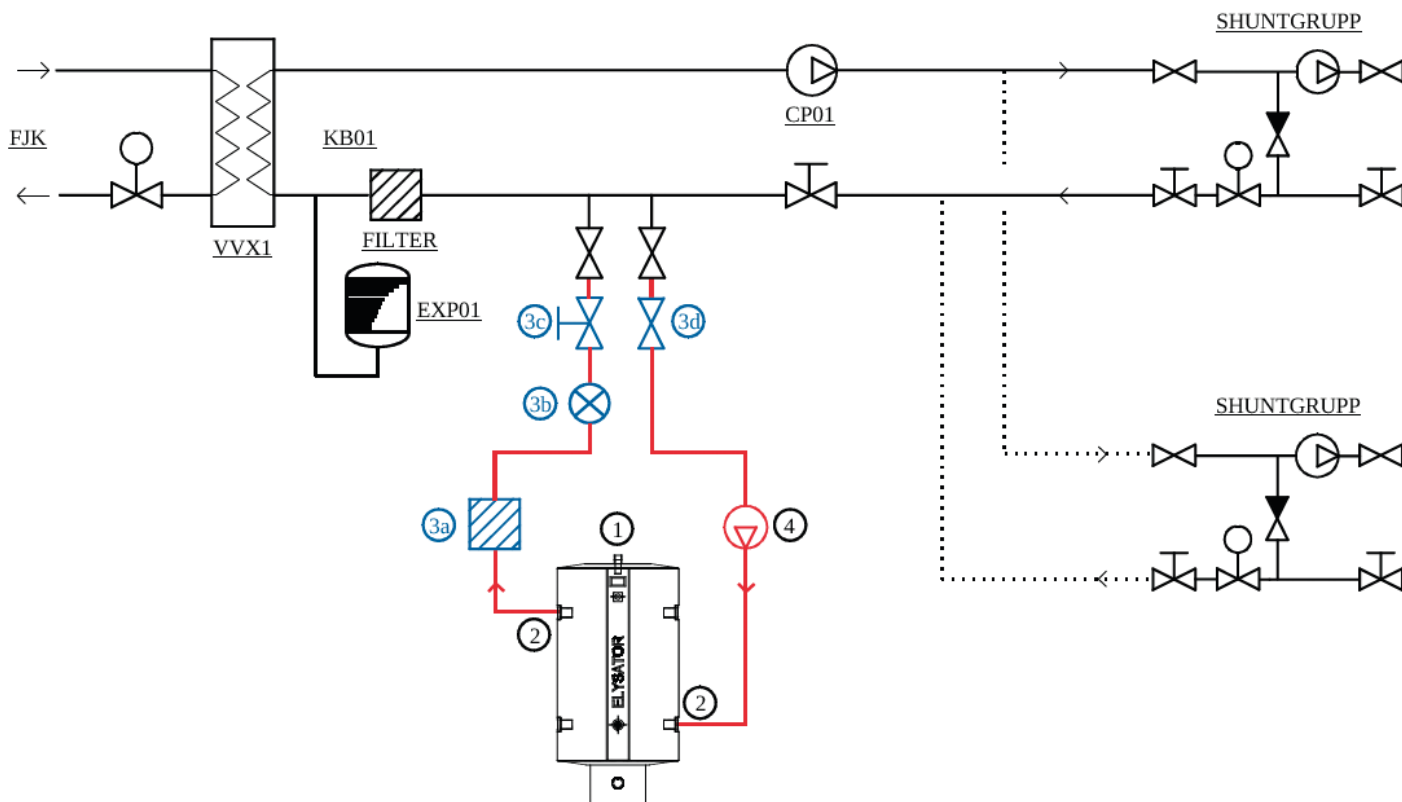 SHUNTGRUPP
CP01
FJK
KB01
VVX1
FILTER
EXP01
3c
3d
3b
SHUNTGRUPP
3a
1
4
2
ELYSATOR
2